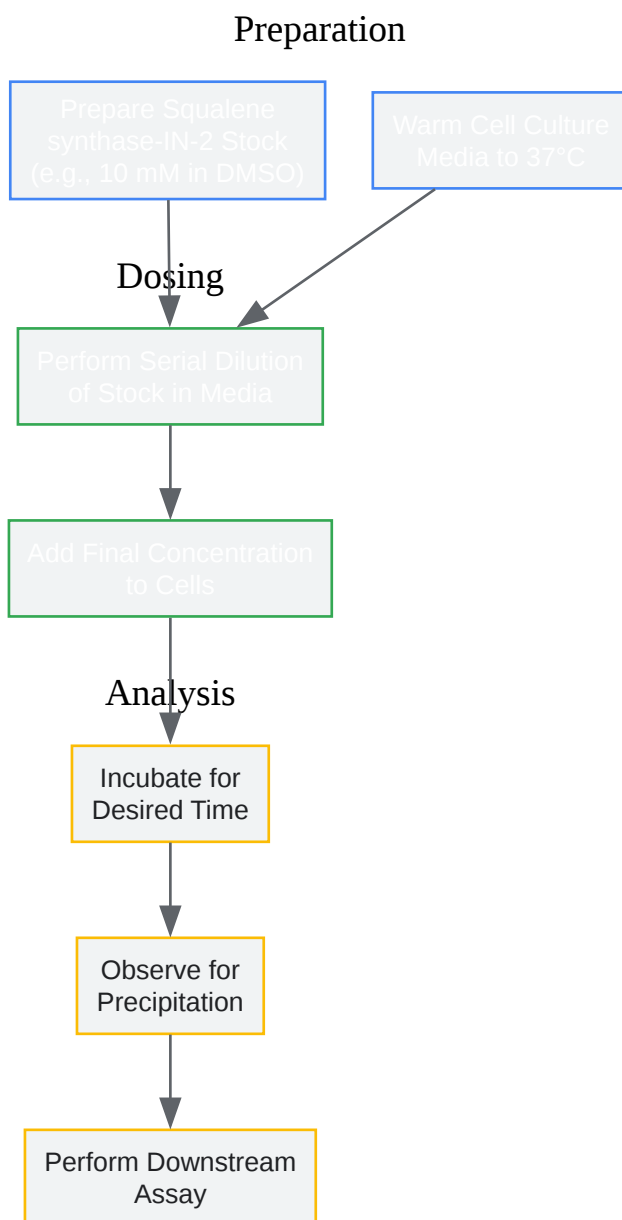 Preparation
Prepare Squalene
synthase-IN-2 Stock
(e.g., 10 mM in DMSO)
Warm Cell Culture
Media to 37°C
Dosing
Perform Serial Dilution
of Stock in Media
Add Final Concentration
to Cells
Analysis
Incubate for
Desired Time
Observe for
Precipitation
Perform Downstream
Assay